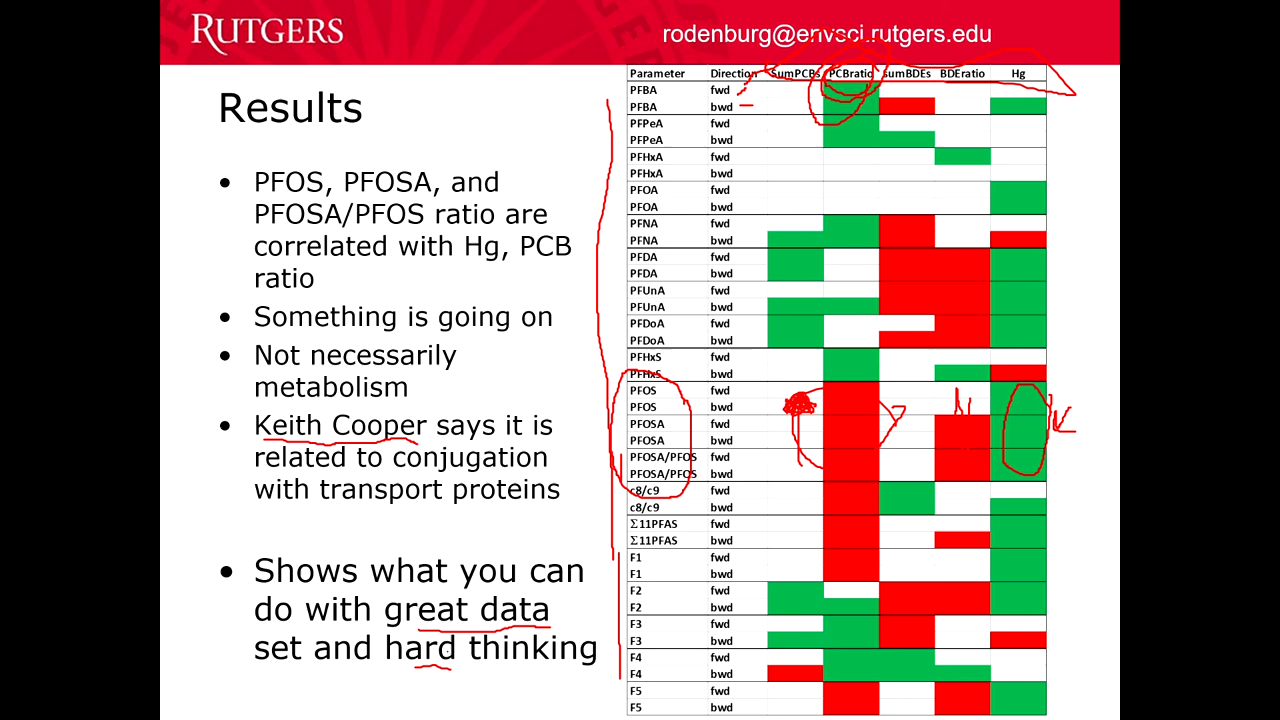 RUTGERS
rodenburg@envsci.rutgers.edu
Results
• PFOS, PFOSA, and
PFOSA/PFOS ratio are
correlated with Hg, PCB
ratio
• Something is going on
• Not necessarily
metabolism
• Keith Cooper says it is
related to conjugation
with transport proteins
• Shows what you can
do with great data
set and hard thinking
Parameter Direction SumPCBs PCBratio sumBDEs BDEratio Hg
PFBA fwd
PFBA bwd
PFPeA fwd
PFPeA bwd
PFHxA fwd
PFHxA bwd
PFOA fwd
PFOA bwd
PFNA fwd
PFNA bwd
PFDA fwd
PFDA bwd
PFUnA fwd
PFUnA bwd
PFDoA fwd
PFDoA bwd
PFHxS fwd
PFHxS bwd
PFOS fwd
PFOS bwd
PFOSA fwd
PFOSA bwd
PFOSA/PFOS fwd
PFOSA/PFOS bwd
c8/c9 fwd
c8/c9 bwd
Σ11PFAS fwd
Σ11PFAS bwd
F1 fwd
F1 bwd
F2 fwd
F2 bwd
F3 fwd
F3 bwd
F4 fwd
F4 bwd
F5 fwd
F5 bwd